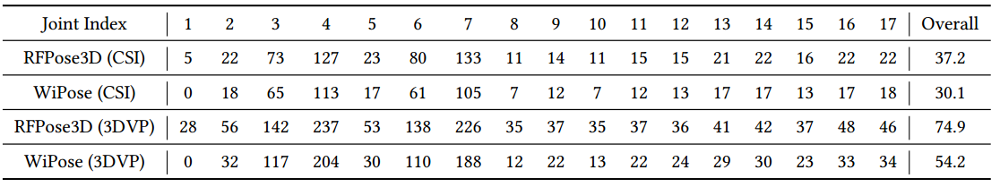 Joint Index 1 2 3 4 5 6 7 8 9 10 11 12 13 14 15 16 17 Overall
RFPose3D (CSI) 5 22 73 127 23 80 133 11 14 11 15 15 21 22 16 22 22 37.2
WiPose (CSI) 0 18 65 113 17 61 105 7 12 7 12 13 17 17 13 17 18 30.1
RFPose3D (3DVP) 28 56 142 237 53 138 226 35 37 35 37 36 41 42 37 48 46 74.9
WiPose (3DVP) 0 32 117 204 30 110 188 12 22 13 22 24 29 30 23 33 34 54.2